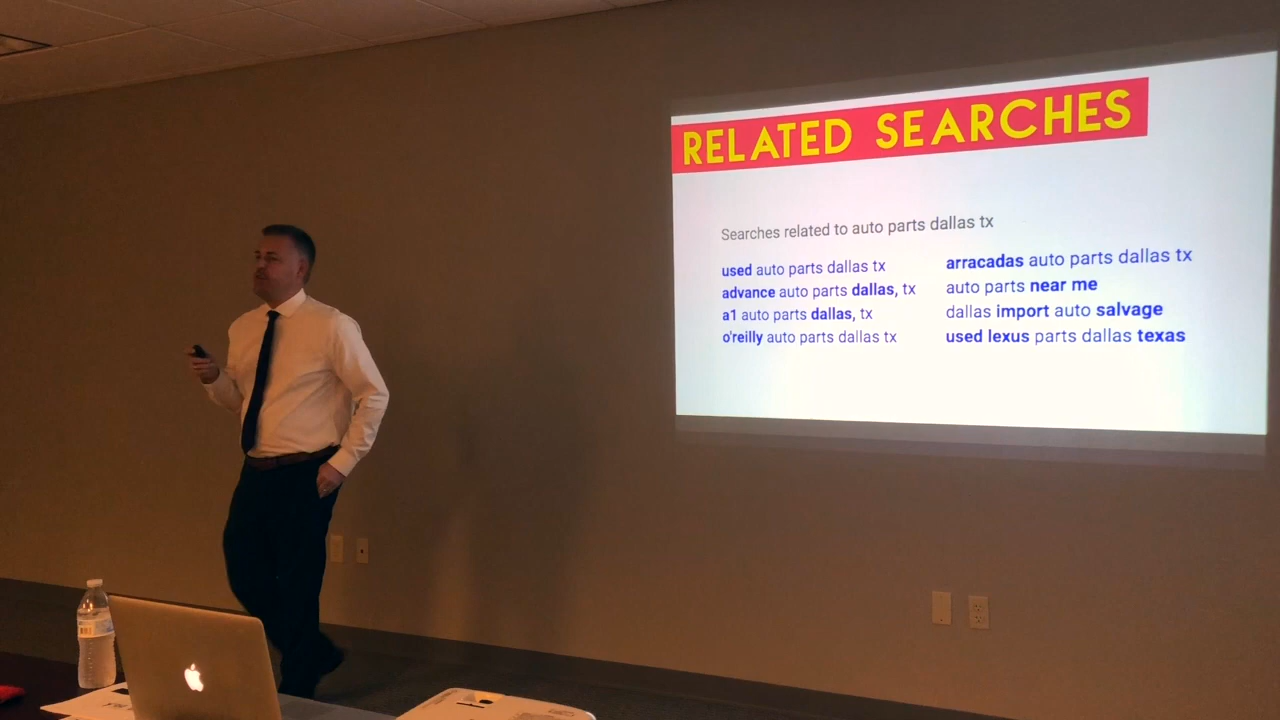 RELATED SEARCHES
Searches related to auto parts dallas tx
used auto parts dallas tx
advance auto parts dallas, tx
a1 auto parts dallas, tx
o'reilly auto parts dallas tx
arracadas auto parts dallas tx
auto parts near me
dallas import auto salvage
used lexus parts dallas texas